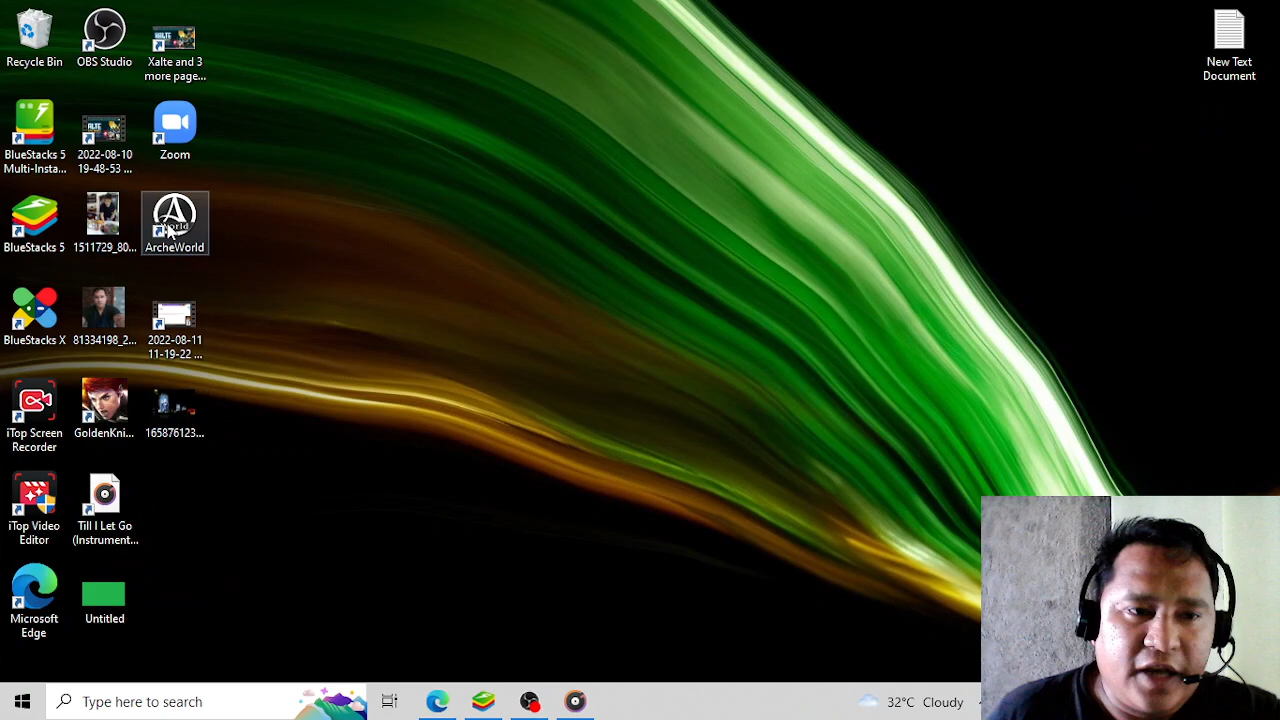 Recycle Bin
OBS Studio
Xalte and 3
more page...
New Text
Document
BlueStacks 5
Multi-Insta...
2022-08-10
19-48-53 ...
Zoom
BlueStacks 5
1511729_80...
World
ArcheWorld
BlueStacks X
81334198_2...
2022-08-11
11-19-22 ...
iTop Screen
Recorder
GoldenKni...
165876123...
iTop Video
Editor
Till I Let Go
(Instrument...
Microsoft
Edge
Untitled
Type here to search
32°C Cloudy